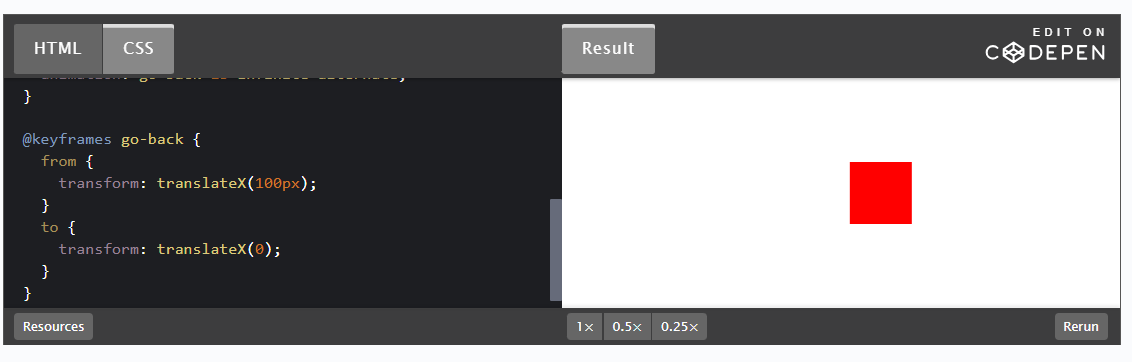 HTML
CSS
Result
EDIT ON
CODEPEN
}
@keyframes go-back {
from {
transform: translateX(100px);
}
to {
transform: translateX(0);
}
}
Resources
1×
0.5×
0.25×
Rerun